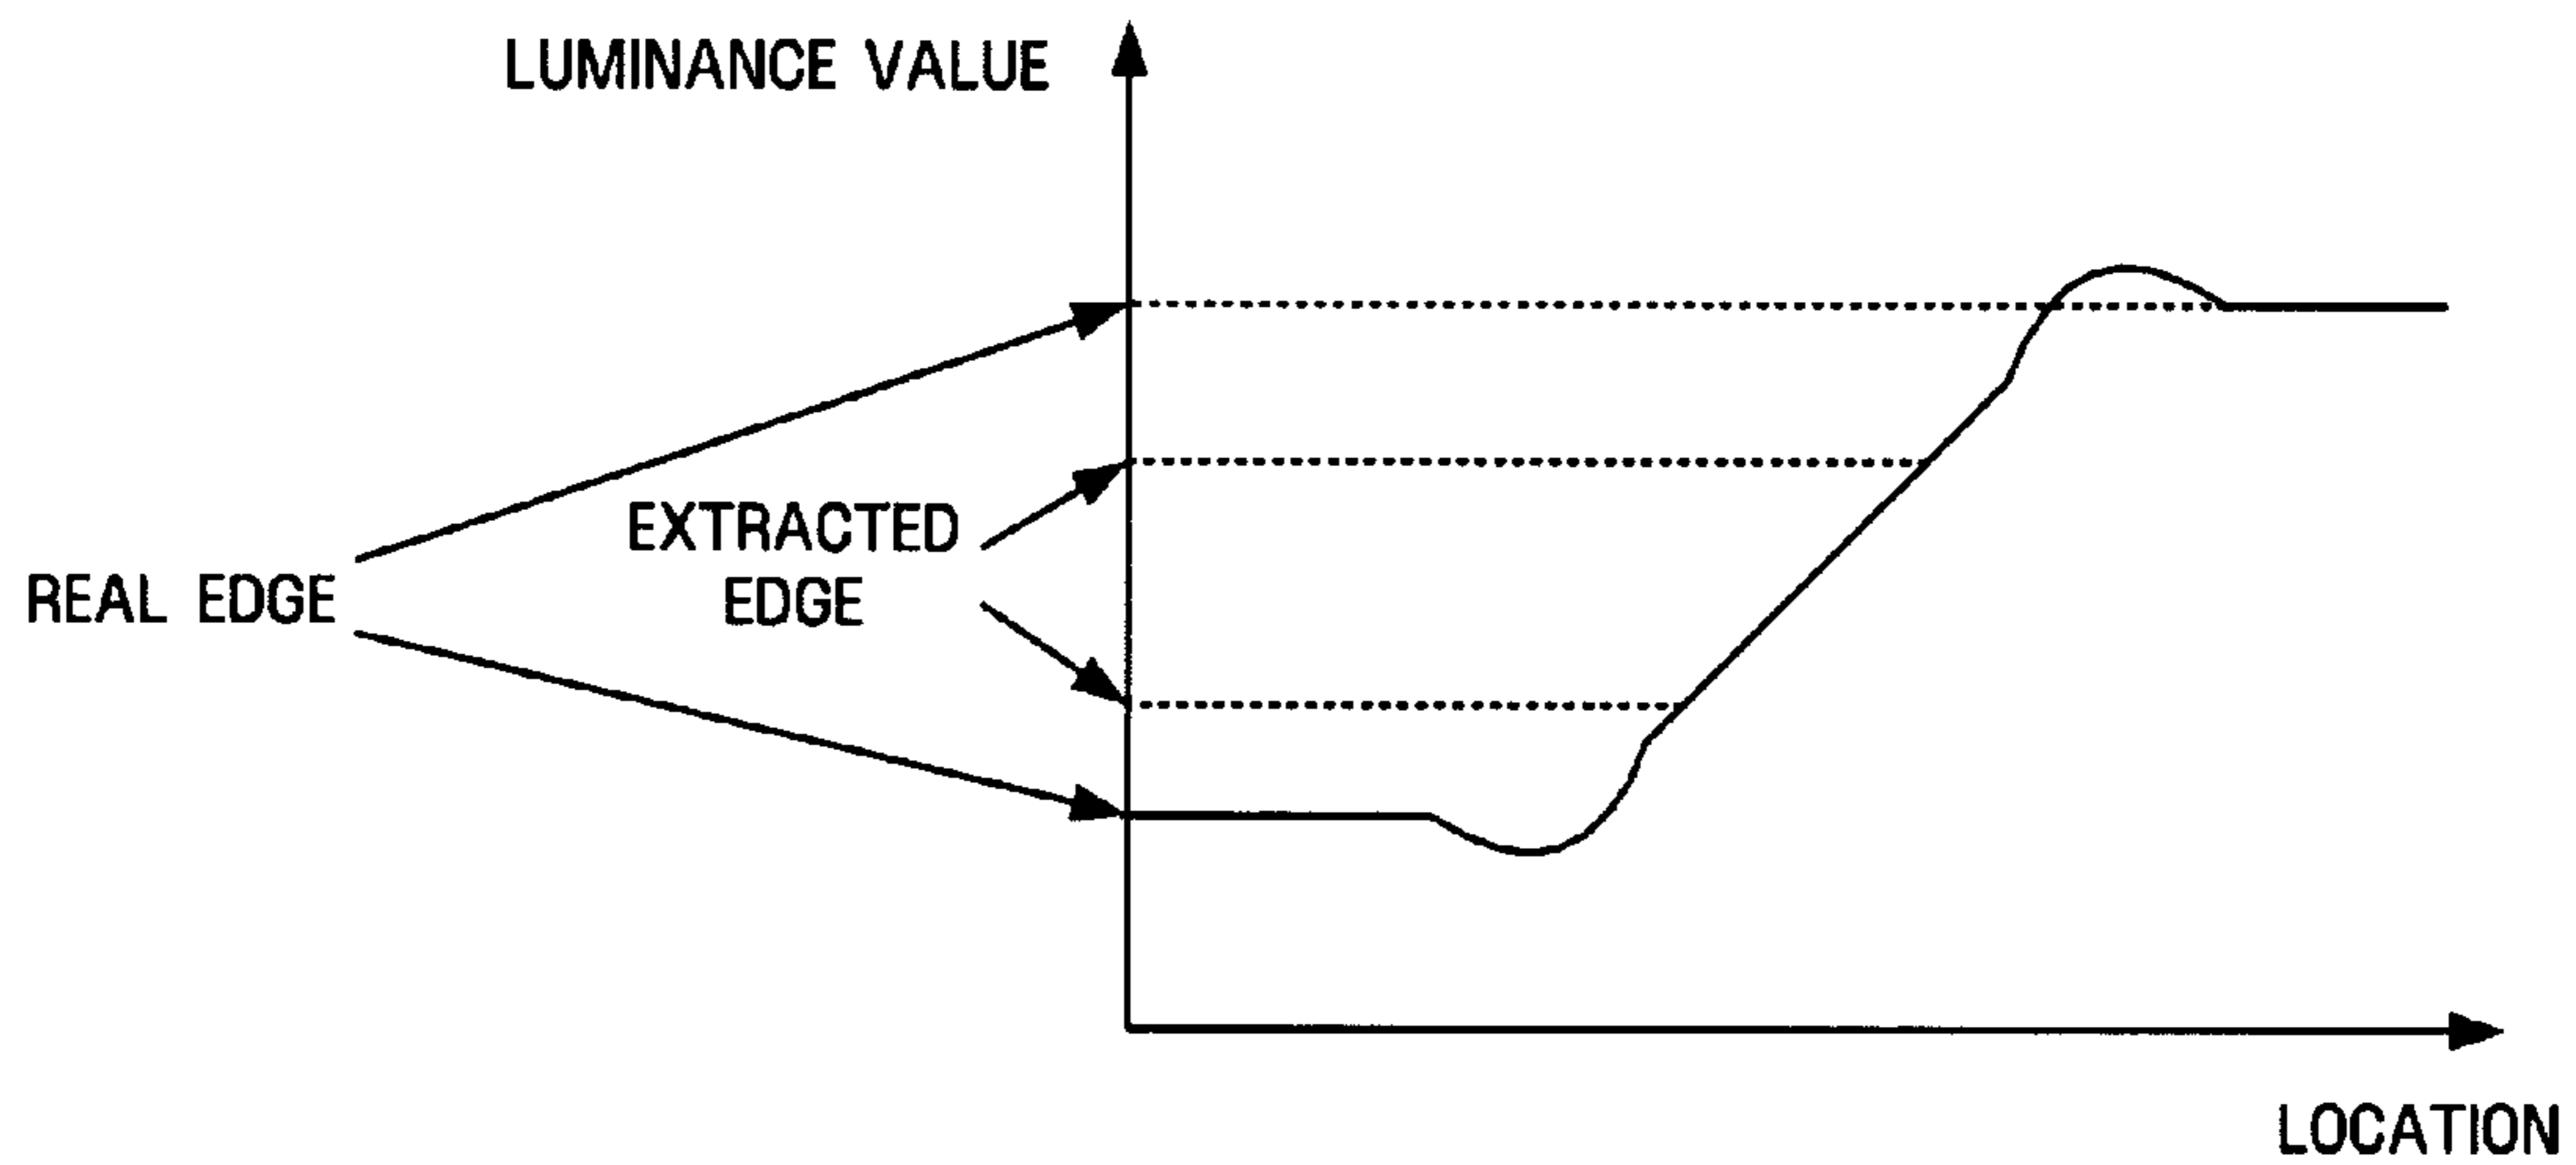 LUMINANCE VALUE
EXTRACTED
EDGE
REAL EDGE
LOCATION